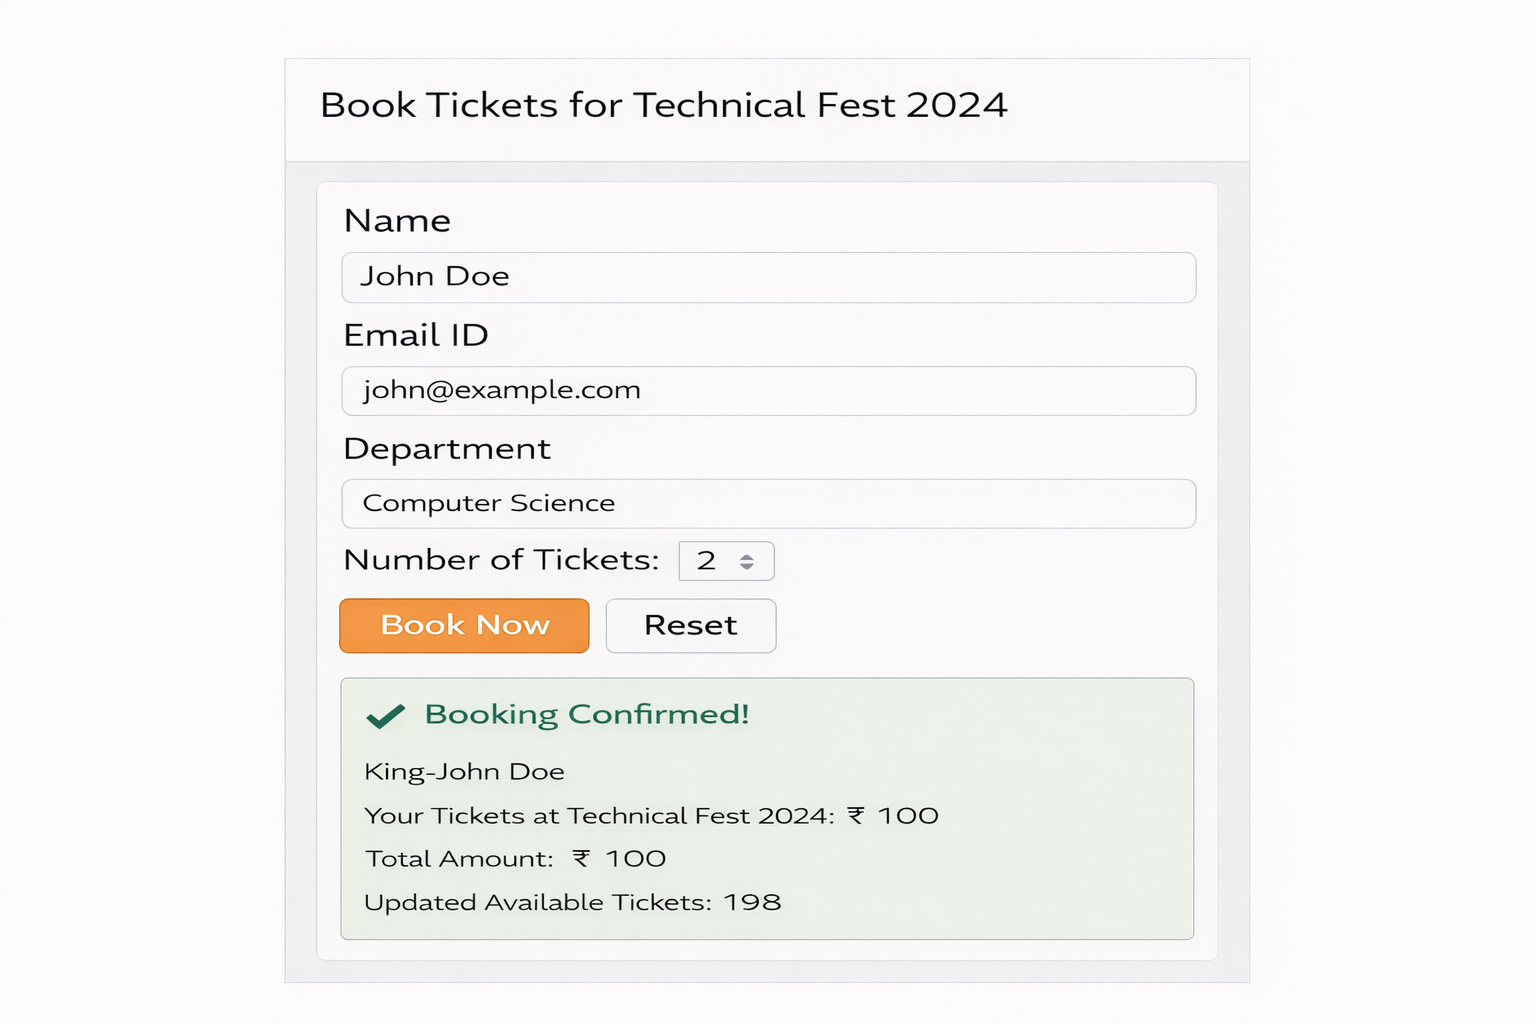 Book Tickets for Technical Fest 2024
Name
John Doe
Email ID
john@example.com
Department
Computer Science
Number of Tickets: 2
Book Now Reset
Booking Confirmed!
King-John Doe
Your Tickets at Technical Fest 2024: ₹ 100
Total Amount: ₹ 100
Updated Available Tickets: 198